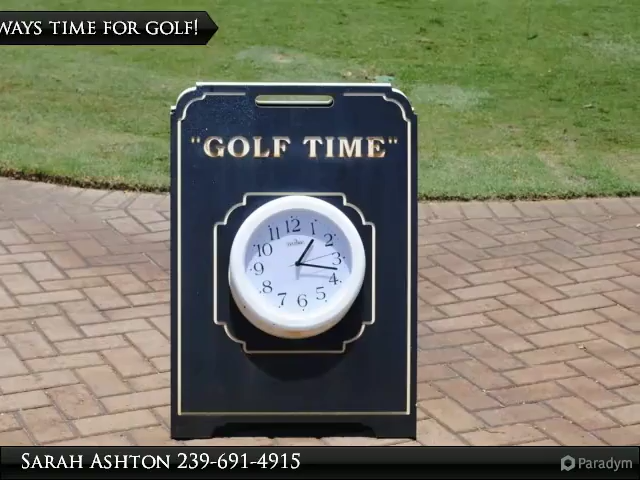 WAYS TIME FOR GOLF!
"GOLF TIME"
12
11 1
10 2
9 3
8 4
7 6 5
SARAH ASHTON 239-691-4915
Paradym